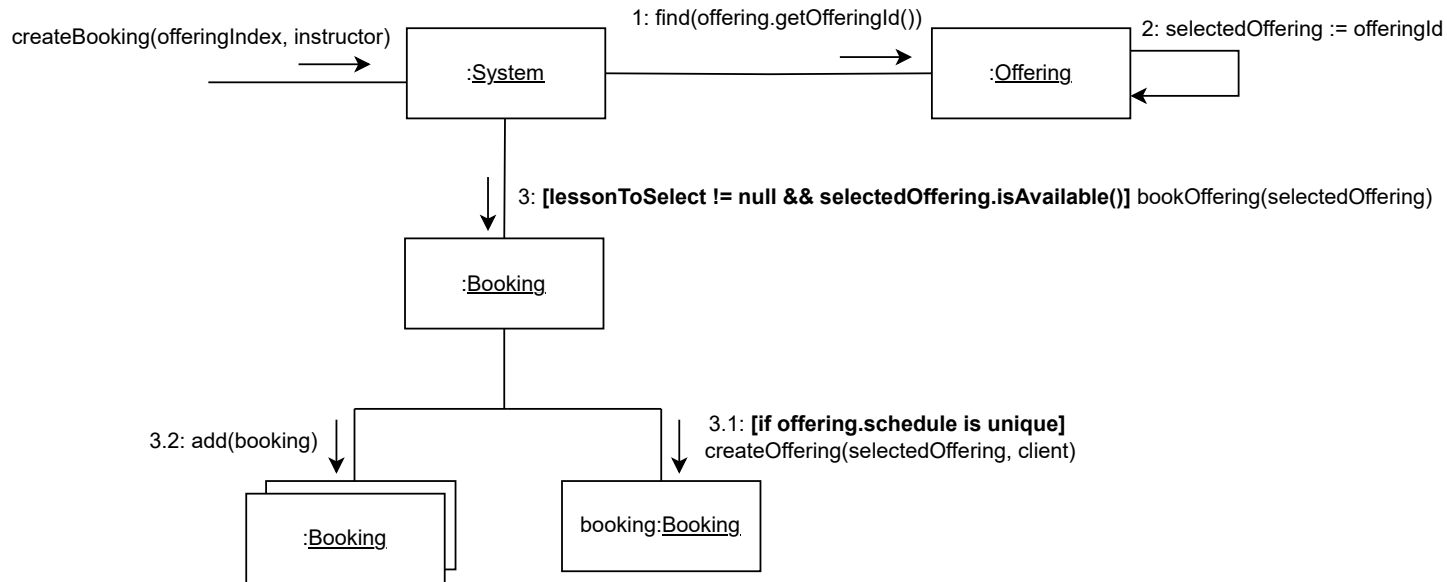 createBooking(offeringIndex, instructor)
:System
1: find(offering.getOfferingId())
:Offering
2: selectedOffering := offeringId
3: [lessonToSelect != null && selectedOffering.isAvailable()] bookOffering(selectedOffering)
:Booking
3.2: add(booking)
3.1: [if offering.schedule is unique]
createOffering(selectedOffering, client)
:Booking
booking:Booking